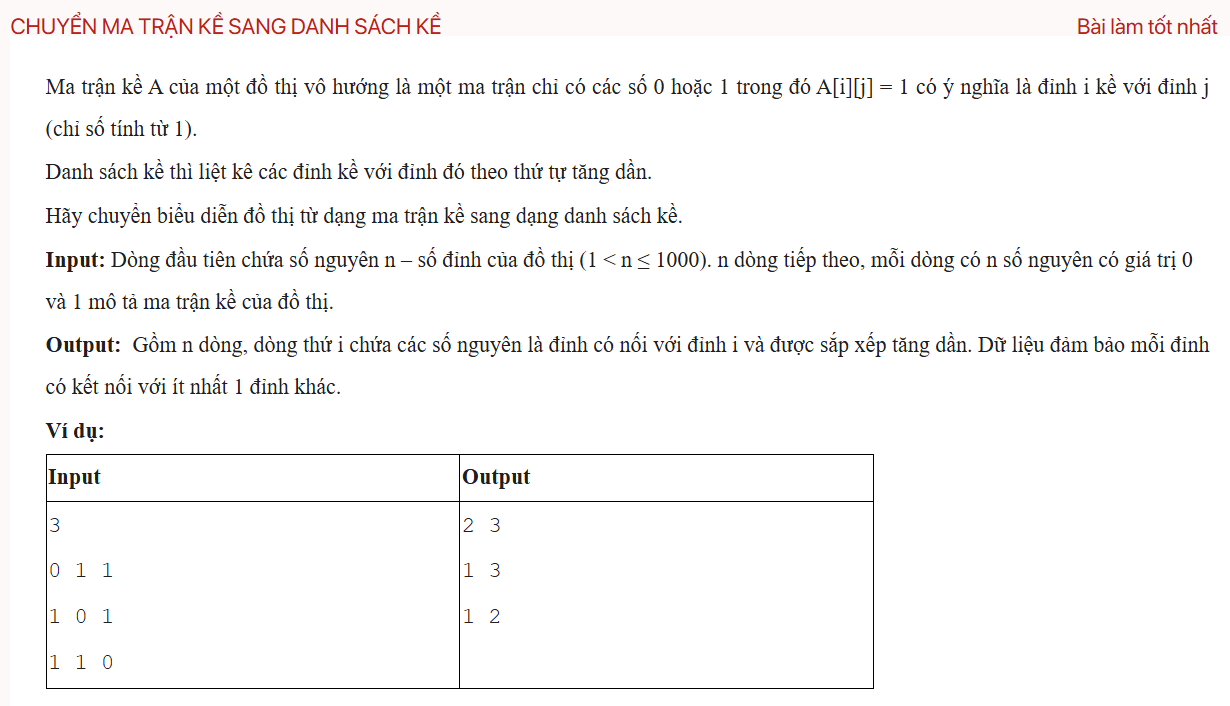 CHUYỂN MA TRẬN KỀ SANG DANH SÁCH KỀ
Bài làm tốt nhất
Ma trận kề A của một đồ thị vô hướng là một ma trận chỉ có các số 0 hoặc 1 trong đó A[i][j] = 1 có ý nghĩa là đỉnh i kề với đỉnh j
(chỉ số tính từ 1).
Danh sách kề thì liệt kê các đỉnh kề với đỉnh đó theo thứ tự tăng dần.
Hãy chuyển biểu diễn đồ thị từ dạng ma trận kề sang dạng danh sách kề.
Input: Dòng đầu tiên chứa số nguyên n – số đỉnh của đồ thị (1 < n ≤ 1000). n dòng tiếp theo, mỗi dòng có n số nguyên có giá trị 0
và 1 mô tả ma trận kề của đồ thị.
Output: Gồm n dòng, dòng thứ i chứa các số nguyên là đỉnh có nối với đỉnh i và được sắp xếp tăng dần. Dữ liệu đảm bảo mỗi đỉnh
có kết nối với ít nhất 1 đỉnh khác.
Ví dụ:
Input
Output
3
0 1 1
1 0 1
1 1 0
2 3
1 3
1 2